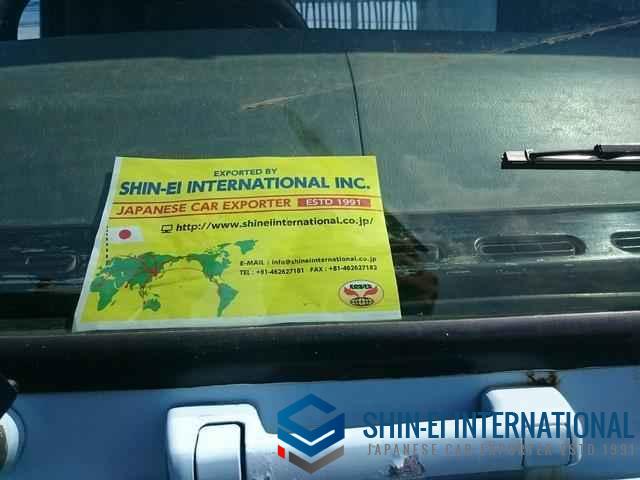 EXPORTED BY
SHIN-EI INTERNATIONAL INC.
JAPANESE CAR EXPORTER ESTD 1991
http://www.shineiinternational.co.jp/
E-MAIL : info@shineiinternational.co.jp
TEL : +81-462627181 FAX : +81-462627182
SHIN-EI INTERNATIONAL
JAPANESE CAR EXPORTER ESTD 1991